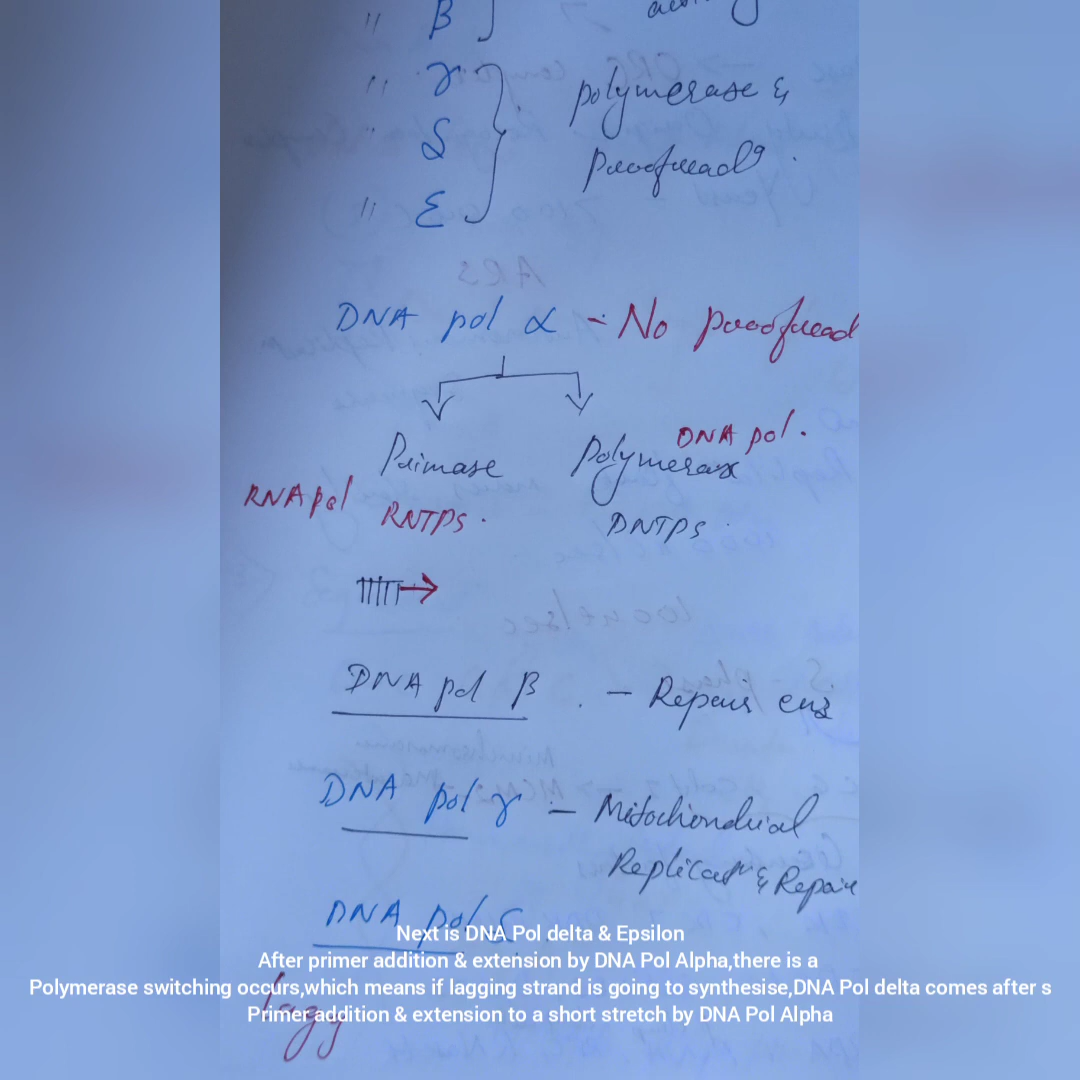 " β
" γ polymerase &
" δ proofreadg.
" ε
DNA pol α - No proofread
Primase Polymerase DNA pol.
RNA pol RNTPs. DNTPs.
DNA pol β. - Repair enz
DNA pol γ - Mitochondrial
Replicatn & Repair
DNA pol δ
Next is DNA Pol delta & Epsilon
After primer addition & extension by DNA Pol Alpha,there is a
Polymerase switching occurs,which means if lagging strand is going to synthesise,DNA Pol delta comes after s
Primer addition & extension to a short stretch by DNA Pol Alpha
lagg